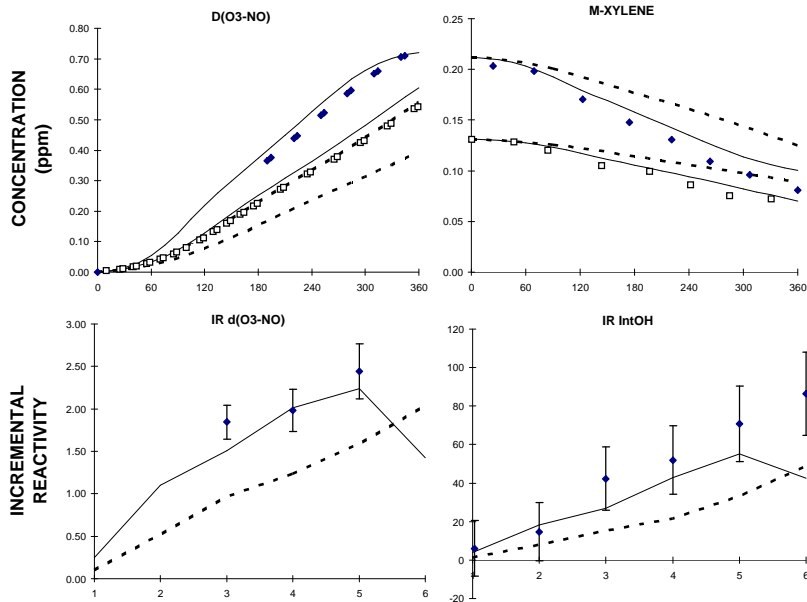 D(O3-NO)
M-XYLENE
CONCENTRATION
(ppm)
0.80
0.70
0.60
0.50
0.40
0.30
0.20
0.10
0.00
0 60 120 180 240 300 360
0.25
0.20
0.15
0.10
0.05
0.00
0 60 120 180 240 300 360
IR d(O3-NO)
IR IntOH
INCREMENTAL
REACTIVITY
3.00
2.50
2.00
1.50
1.00
0.50
0.00
1 2 3 4 5 6
120
100
80
60
40
20
0
-20
1 2 3 4 5 6